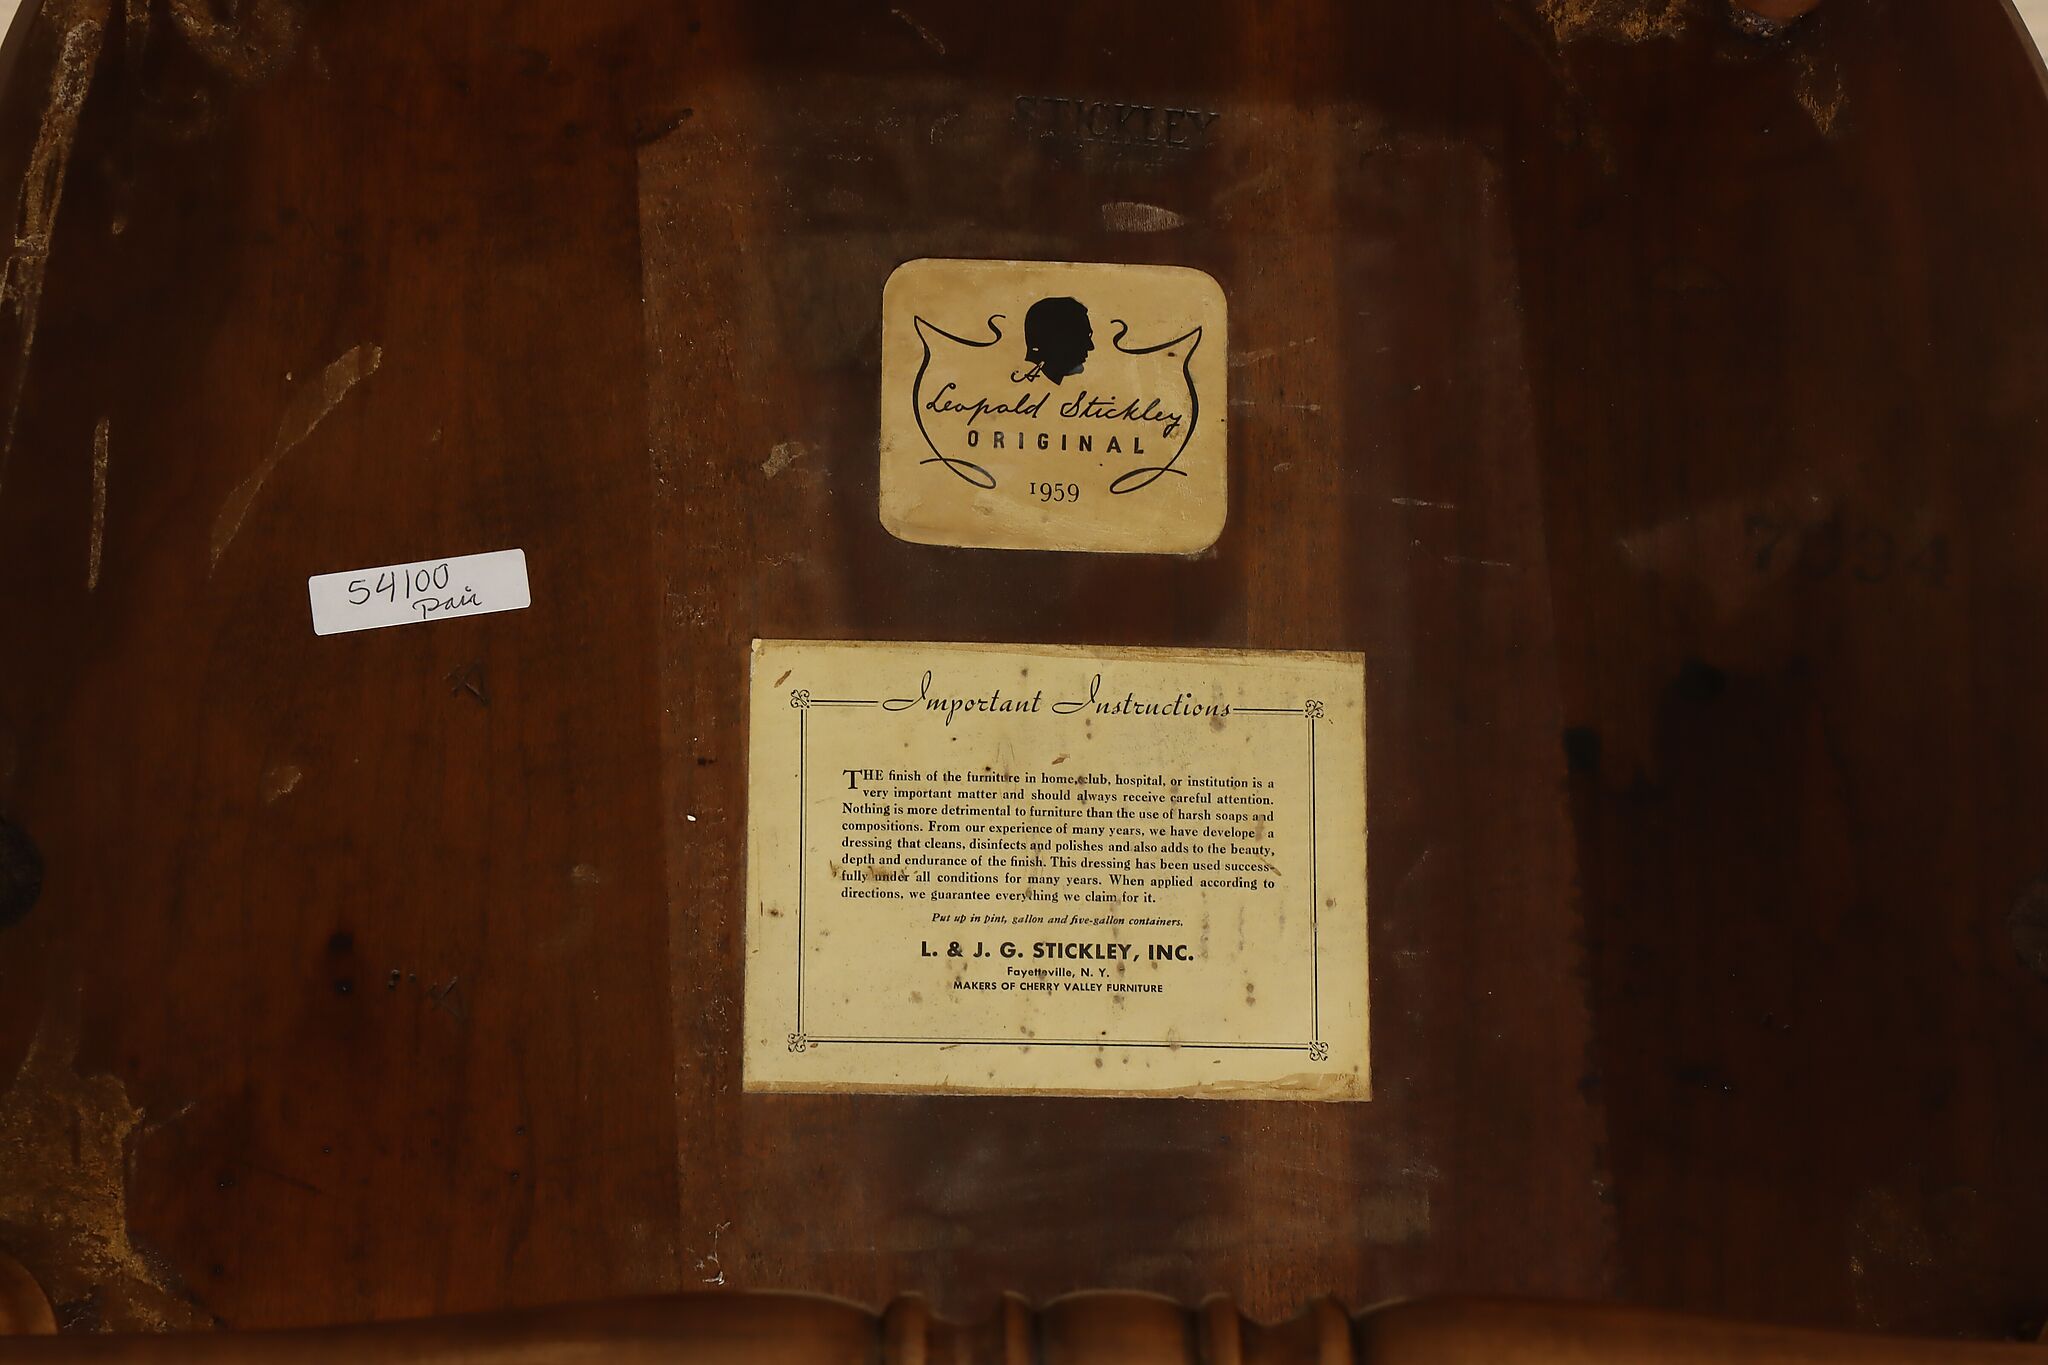 STICKLEY
A
Leopold Stickley
ORIGINAL
1959
54100
pair
Important Instructions
THE finish of the furniture in home, club, hospital, or institution is a
very important matter and should always receive careful attention.
Nothing is more detrimental to furniture than the use of harsh soaps and
compositions. From our experience of many years, we have develope a
dressing that cleans, disinfects and polishes and also adds to the beauty,
depth and endurance of the finish. This dressing has been used success-
fully under all conditions for many years. When applied according to
directions, we guarantee everything we claim for it.
Put up in pint, gallon and five-gallon containers.
L. & J. G. STICKLEY, INC.
Fayetteville, N. Y.
MAKERS OF CHERRY VALLEY FURNITURE